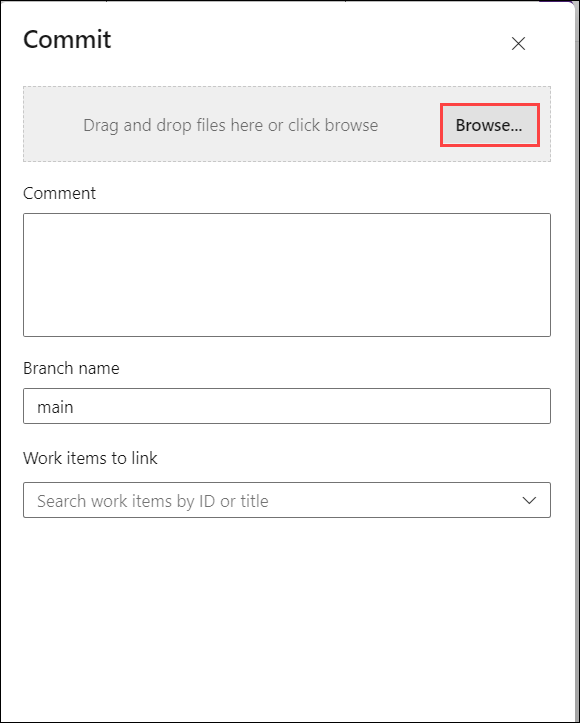 Commit
Drag and drop files here or click browse
Browse...
Comment
Branch name
main
Work items to link
Search work items by ID or title